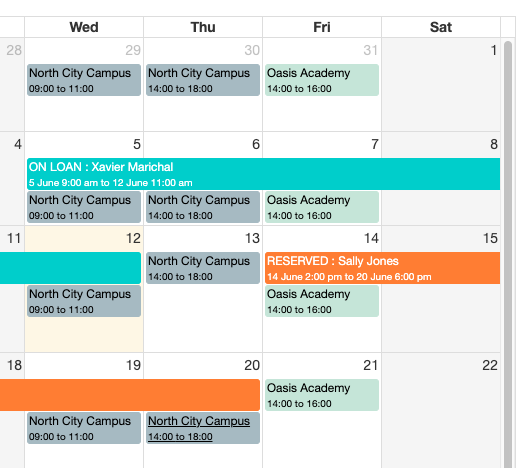 Wed Thu Fri Sat
28 29 30 31 1
North City Campus North City Campus Oasis Academy
09:00 to 11:00 14:00 to 18:00 14:00 to 16:00
4 5 6 7 8
ON LOAN : Xavier Marichal
5 June 9:00 am to 12 June 11:00 am
North City Campus North City Campus Oasis Academy
09:00 to 11:00 14:00 to 18:00 14:00 to 16:00
11 12 13 14 15
North City Campus RESERVED : Sally Jones
14:00 to 18:00 14 June 2:00 pm to 20 June 6:00 pm
North City Campus Oasis Academy
09:00 to 11:00 14:00 to 16:00
18 19 20 21 22
Oasis Academy
14:00 to 16:00
North City Campus North City Campus
09:00 to 11:00 14:00 to 18:00